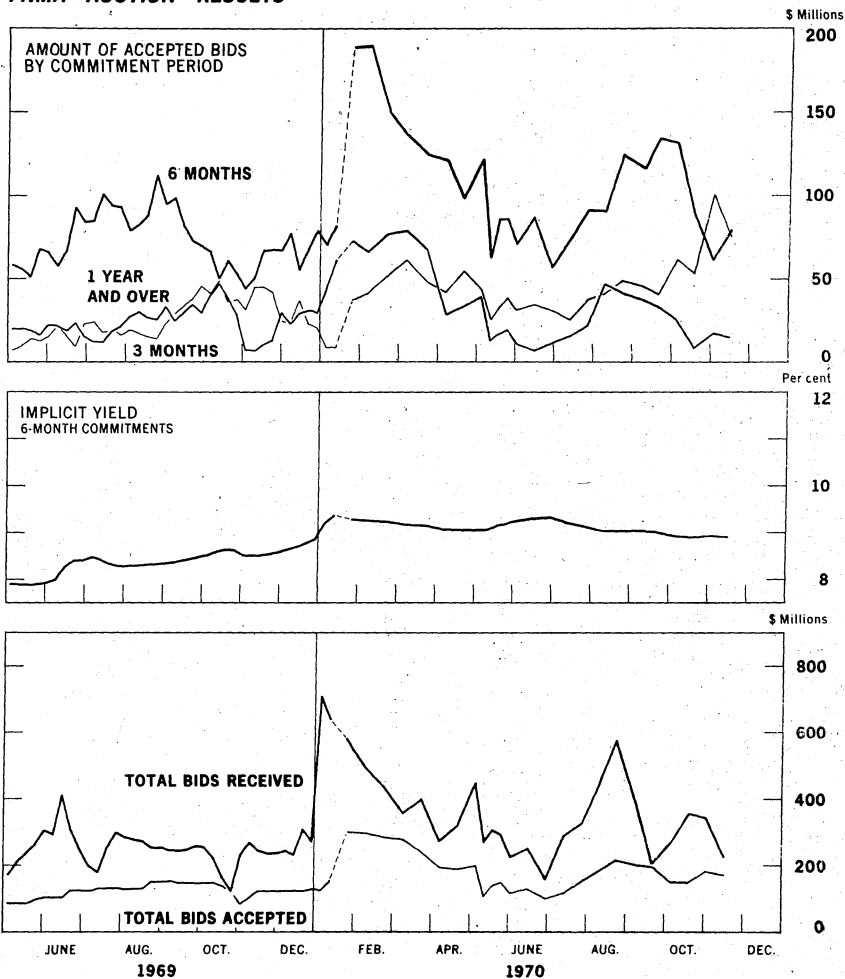 FNMA AUCTION RESULTS
$ Millions
AMOUNT OF ACCEPTED BIDS
BY COMMITMENT PERIOD
200
150
6 MONTHS
100
1 YEAR
AND OVER
50
3 MONTHS
0
Per cent
IMPLICIT YIELD
6-MONTH COMMITMENTS
12
10
8
$ Millions
800
600
TOTAL BIDS RECEIVED
400
200
TOTAL BIDS ACCEPTED
0
JUNE AUG. OCT. DEC. FEB. APR. JUNE AUG. OCT. DEC.
1969 1970